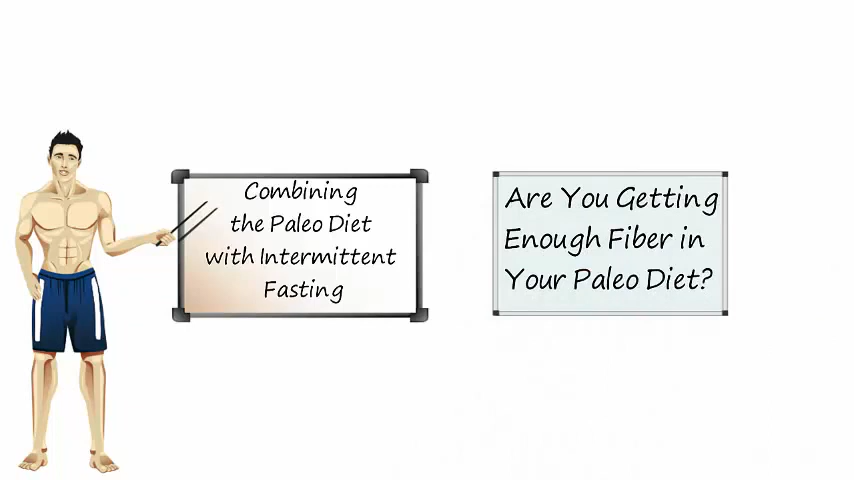 Combining
the Paleo Diet
with Intermittent
Fasting
Are You Getting
Enough Fiber in
Your Paleo Diet?